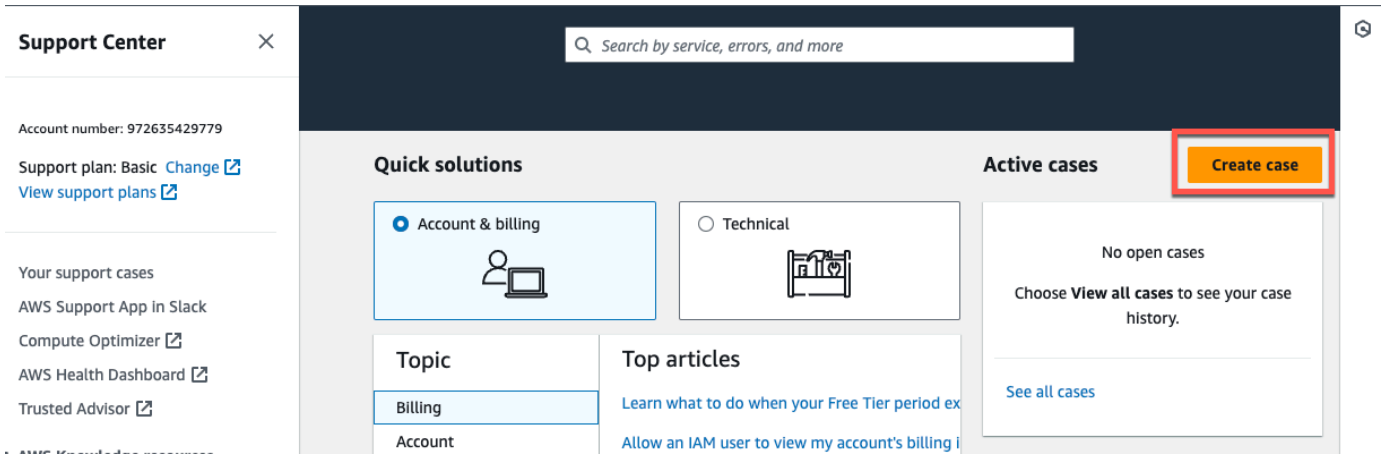 Support Center
Account number: 972635429779
Support plan: Basic Change
View support plans
Your support cases
AWS Support App in Slack
Compute Optimizer
AWS Health Dashboard
Trusted Advisor
AWS Knowledge resources
Search by service, errors, and more
Quick solutions
Account & billing
Technical
Topic
Billing
Account
Top articles
Learn what to do when your Free Tier period ex
Allow an IAM user to view my account's billing i
Active cases
Create case
No open cases
Choose View all cases to see your case
history.
See all cases